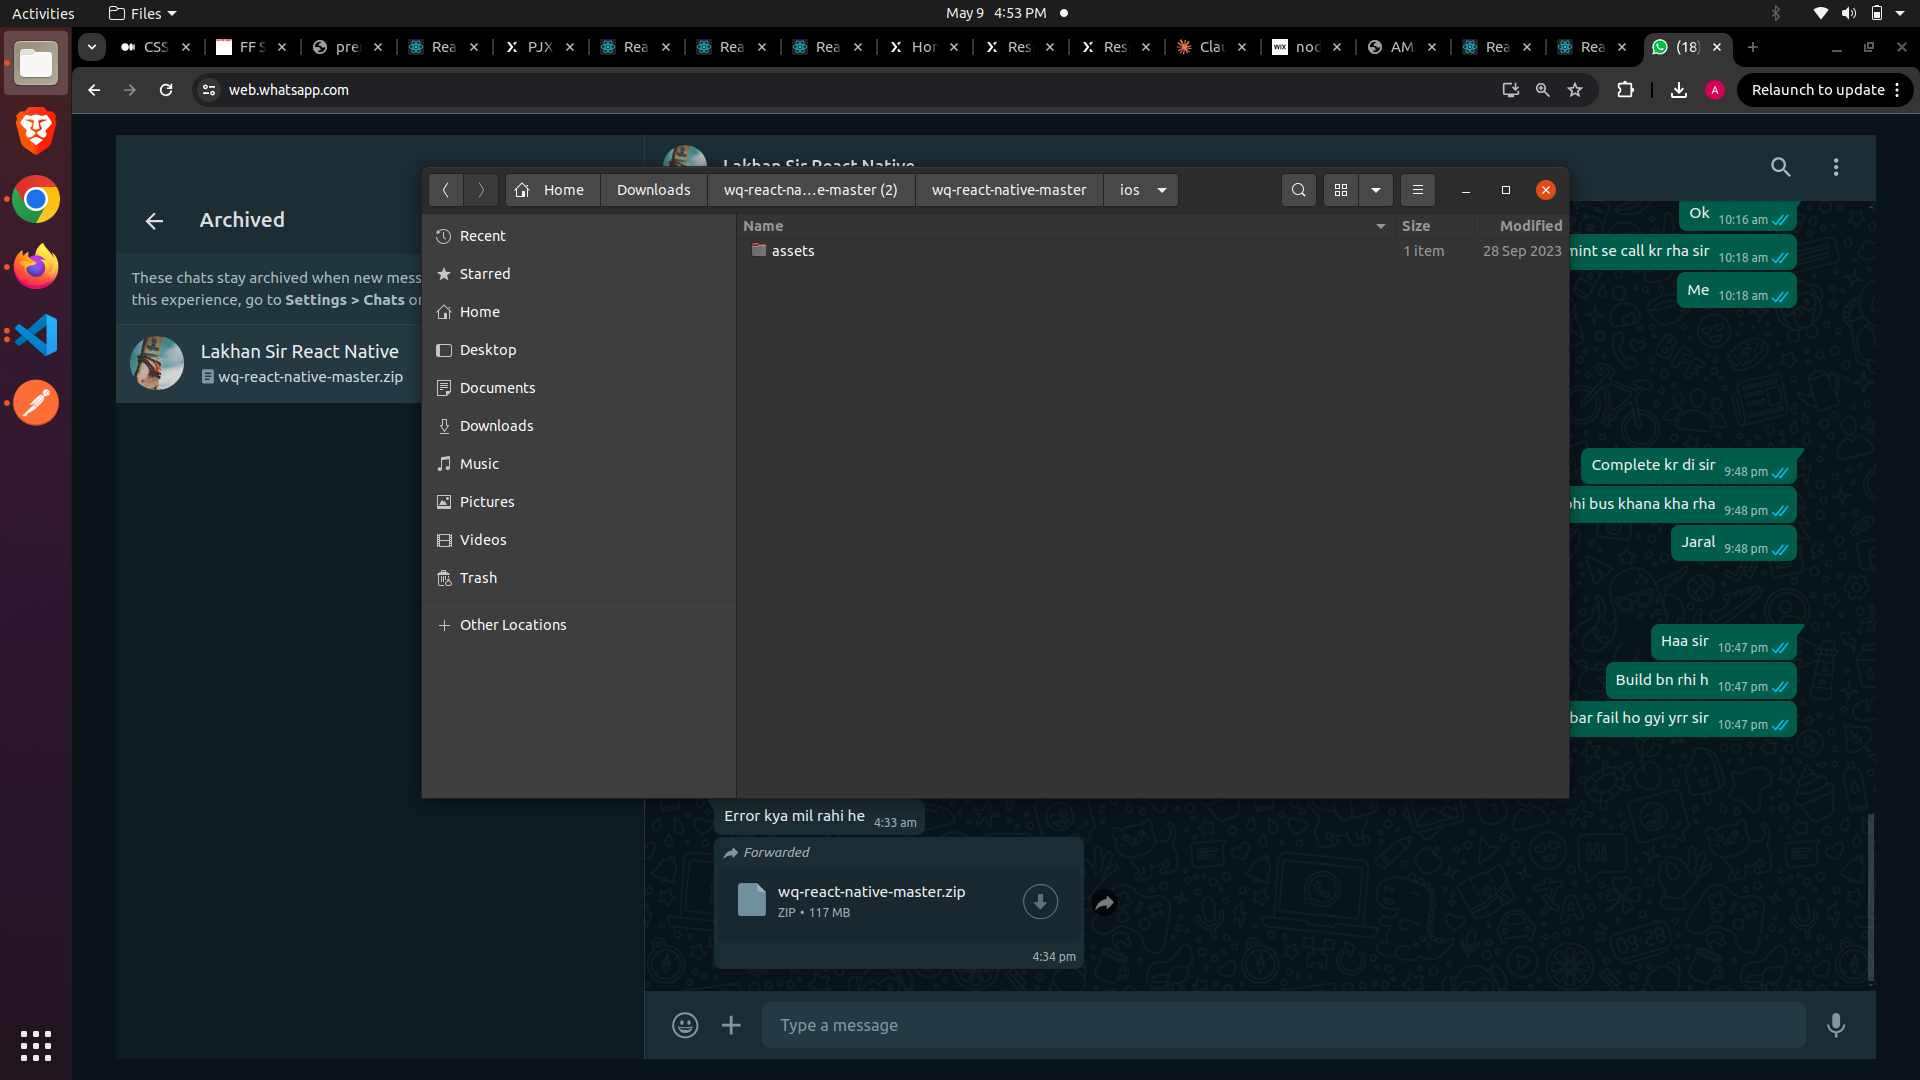 Activities Files May 9 4:53 PM
CSS FF S pre Rea PJX Rea Rea Rea Hor Res Res Cla WIX nod AM Rea Rea (18)
web.whatsapp.com A Relaunch to update
Lakhan Sir React Native
Home Downloads wq-react-na…e-master (2) wq-react-native-master ios
Archived
These chats stay archived when new mess
this experience, go to Settings > Chats o
Lakhan Sir React Native
wq-react-native-master.zip
Recent
Starred
Home
Desktop
Documents
Downloads
Music
Pictures
Videos
Trash
Other Locations
Name Size Modified
assets 1 item 28 Sep 2023
Ok 10:16 am
mint se call kr rha sir 10:18 am
Me 10:18 am
Complete kr di sir 9:48 pm
bhi bus khana kha rha 9:48 pm
Jaral 9:48 pm
Haa sir 10:47 pm
Build bn rhi h 10:47 pm
bar fail ho gyi yrr sir 10:47 pm
Error kya mil rahi he 4:33 am
Forwarded
wq-react-native-master.zip
ZIP • 117 MB
4:34 pm
Type a message